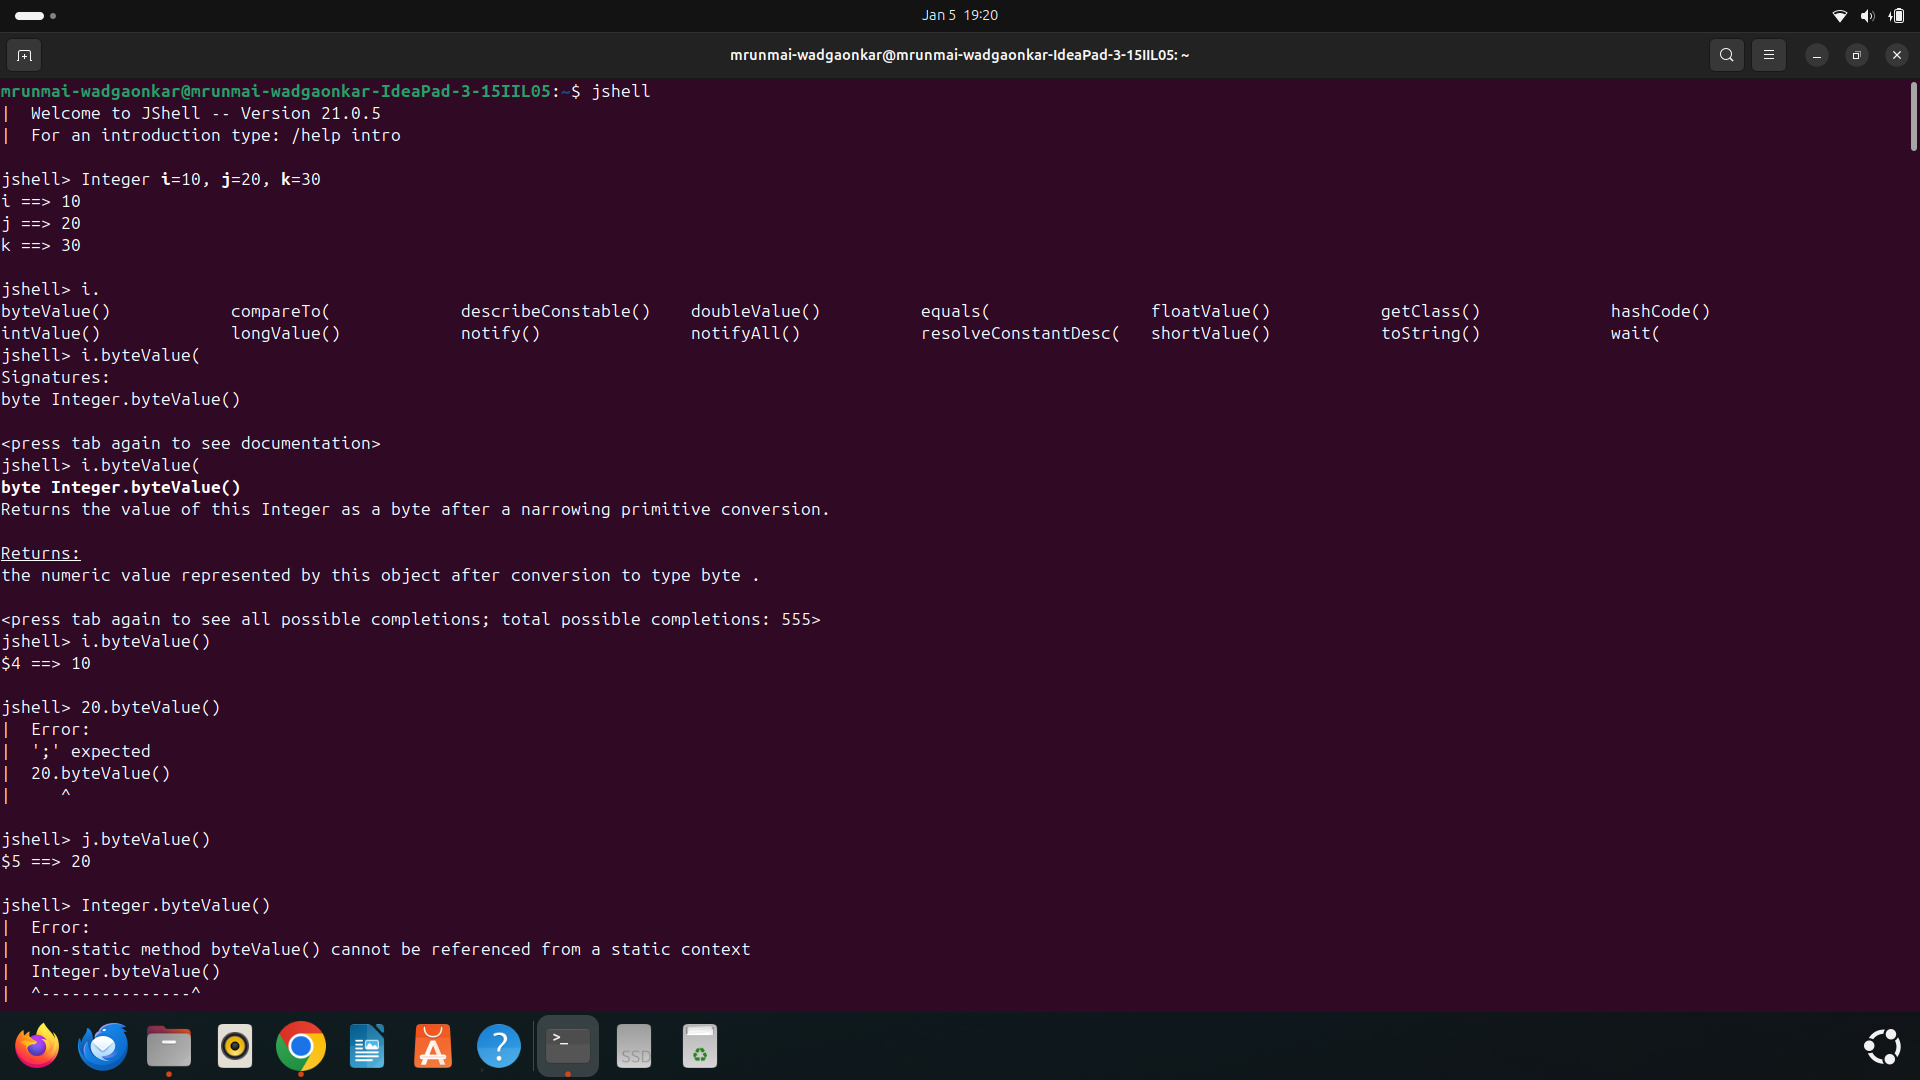 Jan 5 19:20
mrunmai-wadgaonkar@mrunmai-wadgaonkar-IdeaPad-3-15IIL05: ~
mrunmai-wadgaonkar@mrunmai-wadgaonkar-IdeaPad-3-15IIL05:~$ jshell
|  Welcome to JShell -- Version 21.0.5
|  For an introduction type: /help intro
jshell> Integer i=10, j=20, k=30
i ==> 10
j ==> 20
k ==> 30
jshell> i.
byteValue()            compareTo(             describeConstable()    doubleValue()          equals(                floatValue()           getClass()             hashCode()
intValue()             longValue()            notify()               notifyAll()            resolveConstantDesc(   shortValue()           toString()             wait(
jshell> i.byteValue(
Signatures:
byte Integer.byteValue()
<press tab again to see documentation>
jshell> i.byteValue(
byte Integer.byteValue()
Returns the value of this Integer as a byte after a narrowing primitive conversion.
Returns:
the numeric value represented by this object after conversion to type byte .
<press tab again to see all possible completions; total possible completions: 555>
jshell> i.byteValue()
$4 ==> 10
jshell> 20.byteValue()
|  Error:
|  ';' expected
|  20.byteValue()
|     ^
jshell> j.byteValue()
$5 ==> 20
jshell> Integer.byteValue()
|  Error:
|  non-static method byteValue() cannot be referenced from a static context
|  Integer.byteValue()
|  ^---------------^
SSD